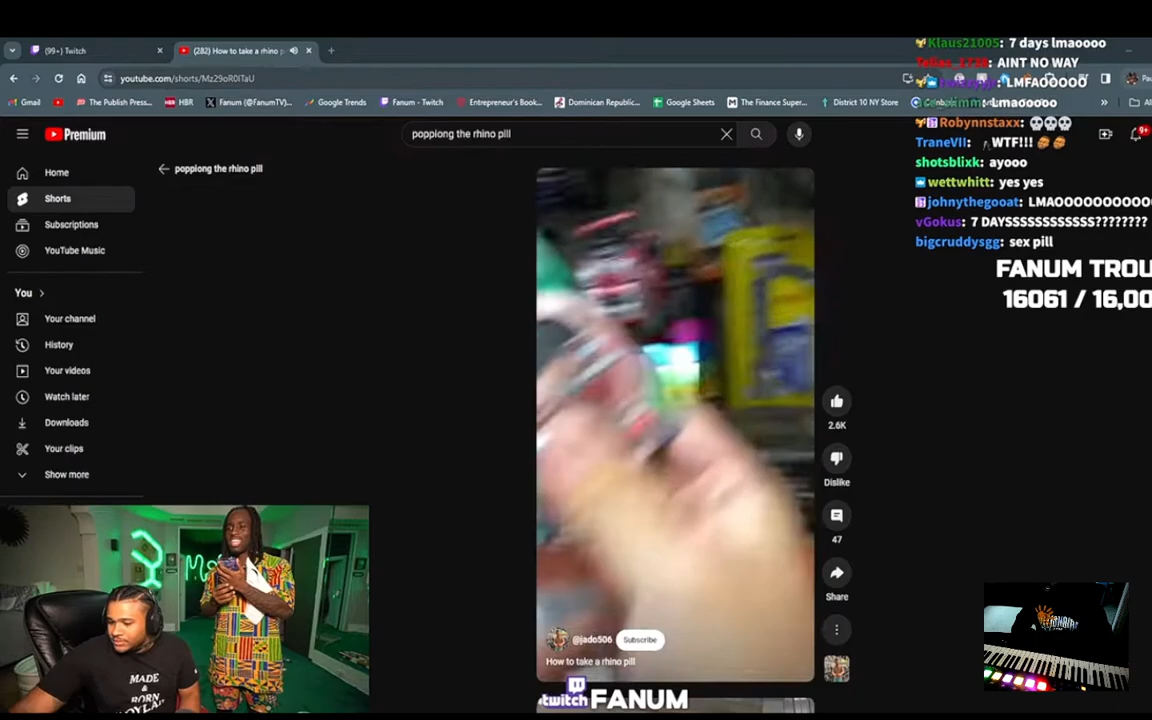 (99+) Twitch
(282) How to take a rhino p
youtube.com/shorts/Mz29oR0lTaU
Gmail
The Publish Press...
HBR
Fanum (@FanumTV)...
Google Trends
Fanum - Twitch
Entrepreneur's Book...
Dominican Republic...
Google Sheets
The Finance Super...
District 10 NY Store
Premium
poppiong the rhino pill
9+
poppiong the rhino pill
Home
Shorts
Subscriptions
YouTube Music
You
Your channel
History
Your videos
Watch later
Downloads
Your clips
Show more
Klaus21005: 7 days lmaoooo
AINT NO WAY
LMFAOOOOO
Lmaooooo
Robynnstaxx:
TraneVII: WTF!!!
shotsblixk: ayooo
wettwhitt: yes yes
johnythegooat: LMAOOOOOOOOOO
vGokus: 7 DAYSSSSSSSSSSSS????????
bigcruddysgg: sex pill
FANUM TROU
16061 / 16,00
2.6K
Dislike
47
Share
@jado506
Subscribe
How to take a rhino pill
twitch FANUM
MADE
&
BORN